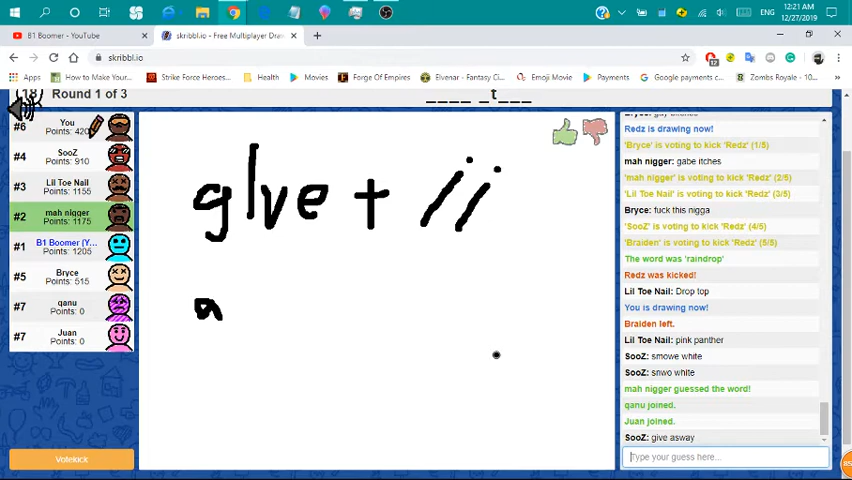 12:21 AM
ENG
12/27/2019
B1 Boomer - YouTube
skribbl.io - Free Multiplayer Draw
skribbl.io
Apps
How to Make Your...
Strike Force Heroes...
Health
Movies
Forge Of Empires
Elvenar - Fantasy Ci...
Emoji Movie
Payments
Google payments c...
Zombs Royale - 10...
(18) Round 1 of 3
____ _t___
#6 You
Points: 420
#4 SooZ
Points: 910
#3 Lil Toe Nail
Points: 1155
#2 mah nigger
Points: 1175
#1 B1 Boomer (Y...
Points: 1205
#5 Bryce
Points: 515
#7 qanu
Points: 0
#7 Juan
Points: 0
Votekick
glve + ii
a
Redz is drawing now!
'Bryce' is voting to kick 'Redz' (1/5)
mah nigger: gabe itches
'mah nigger' is voting to kick 'Redz' (2/5)
'Lil Toe Nail' is voting to kick 'Redz' (3/5)
Bryce: fuck this nigga
'SooZ' is voting to kick 'Redz' (4/5)
'Braiden' is voting to kick 'Redz' (5/5)
The word was 'raindrop'
Redz was kicked!
Lil Toe Nail: Drop top
You is drawing now!
Braiden left.
Lil Toe Nail: pink panther
SooZ: smowe white
SooZ: snwo white
mah nigger guessed the word!
qanu joined.
Juan joined.
SooZ: give asway
Type your guess here...